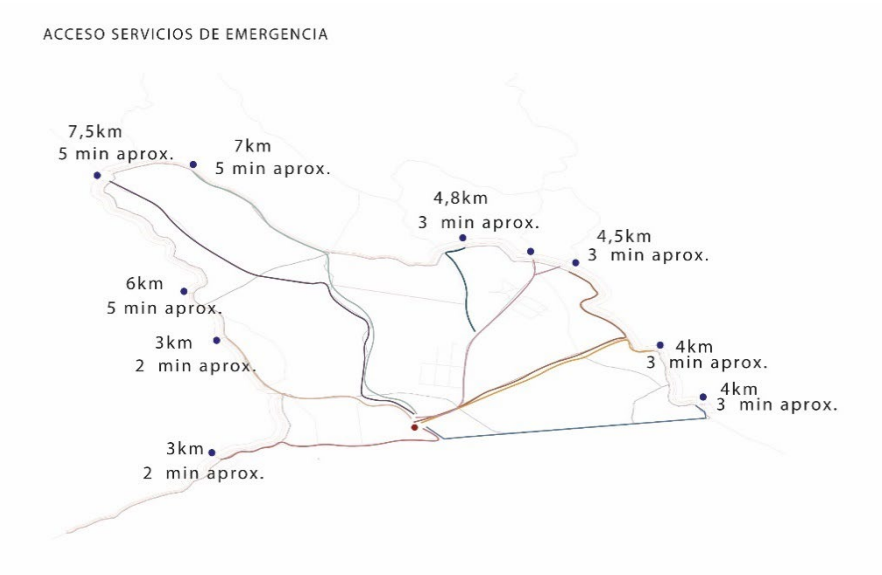 ACCESO SERVICIOS DE EMERGENCIA
7,5km
5 min aprox.
7km
5 min aprox.
4,8km
3 min aprox.
4,5km
3 min aprox.
6km
5 min aprox.
3km
2 min aprox.
4km
3 min aprox.
4km
3 min aprox.
3km
2 min aprox.